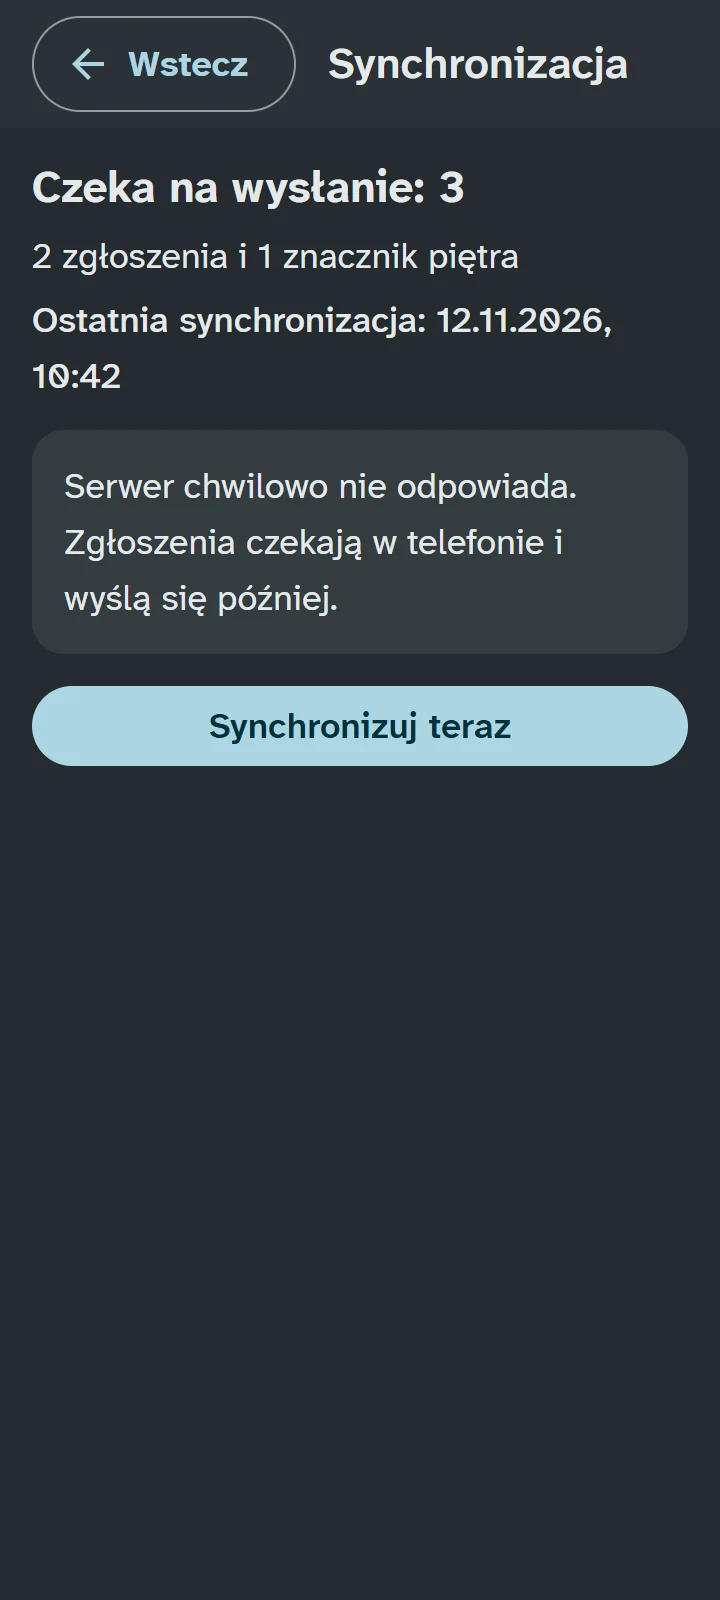 Wstecz
Synchronizacja
Czeka na wysłanie: 3
2 zgłoszenia i 1 znacznik piętra
Ostatnia synchronizacja: 12.11.2026,
10:42
Serwer chwilowo nie odpowiada.
Zgłoszenia czekają w telefonie i
wyślą się później.
Synchronizuj teraz